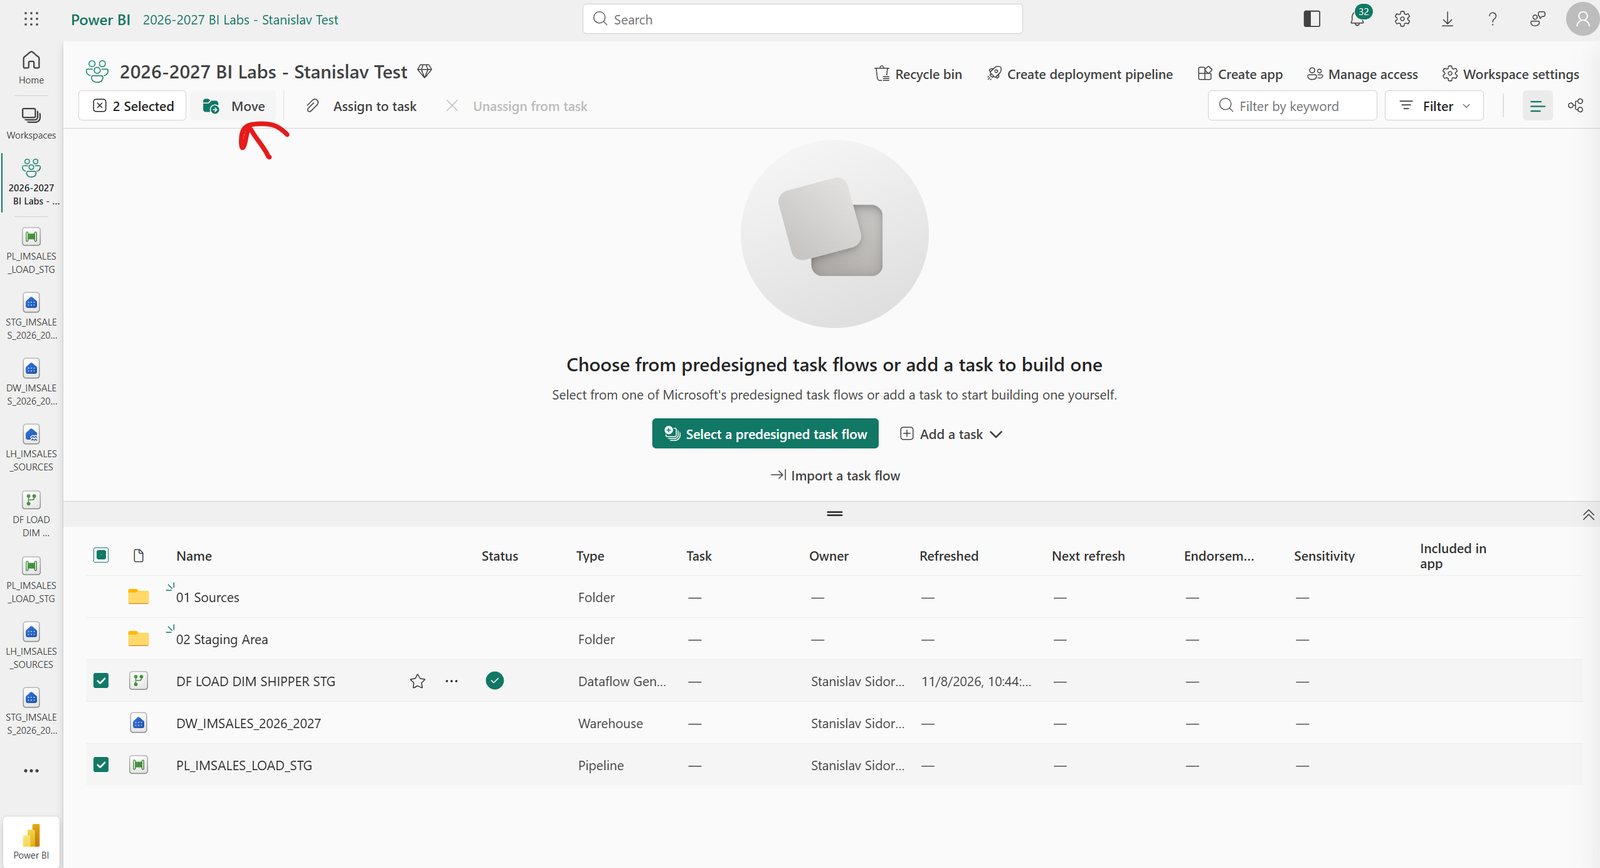 Power BI 2026-2027 BI Labs - Stanislav Test
Search
32
Home
Workspaces
2026-2027
BI Labs - ...
PL_IMSALES
_LOAD_STG
STG_IMSALE
S_2026_20...
DW_IMSALE
S_2026_20...
LH_IMSALES
_SOURCES
DF LOAD
DIM ...
PL_IMSALES
_LOAD_STG
LH_IMSALES
_SOURCES
STG_IMSALE
S_2026_20...
Power BI
2026-2027 BI Labs - Stanislav Test
Recycle bin Create deployment pipeline Create app Manage access Workspace settings
2 Selected Move Assign to task Unassign from task
Filter by keyword Filter
Choose from predesigned task flows or add a task to build one
Select from one of Microsoft's predesigned task flows or add a task to start building one yourself.
Select a predesigned task flow Add a task
Import a task flow
Name Status Type Task Owner Refreshed Next refresh Endorsem... Sensitivity Included in
app
01 Sources Folder — — — — — —
02 Staging Area Folder — — — — — —
DF LOAD DIM SHIPPER STG ... Dataflow Gen... — Stanislav Sidor... 11/8/2026, 10:44:... — — —
DW_IMSALES_2026_2027 Warehouse — Stanislav Sidor... — — — —
PL_IMSALES_LOAD_STG Pipeline — Stanislav Sidor... — — — —